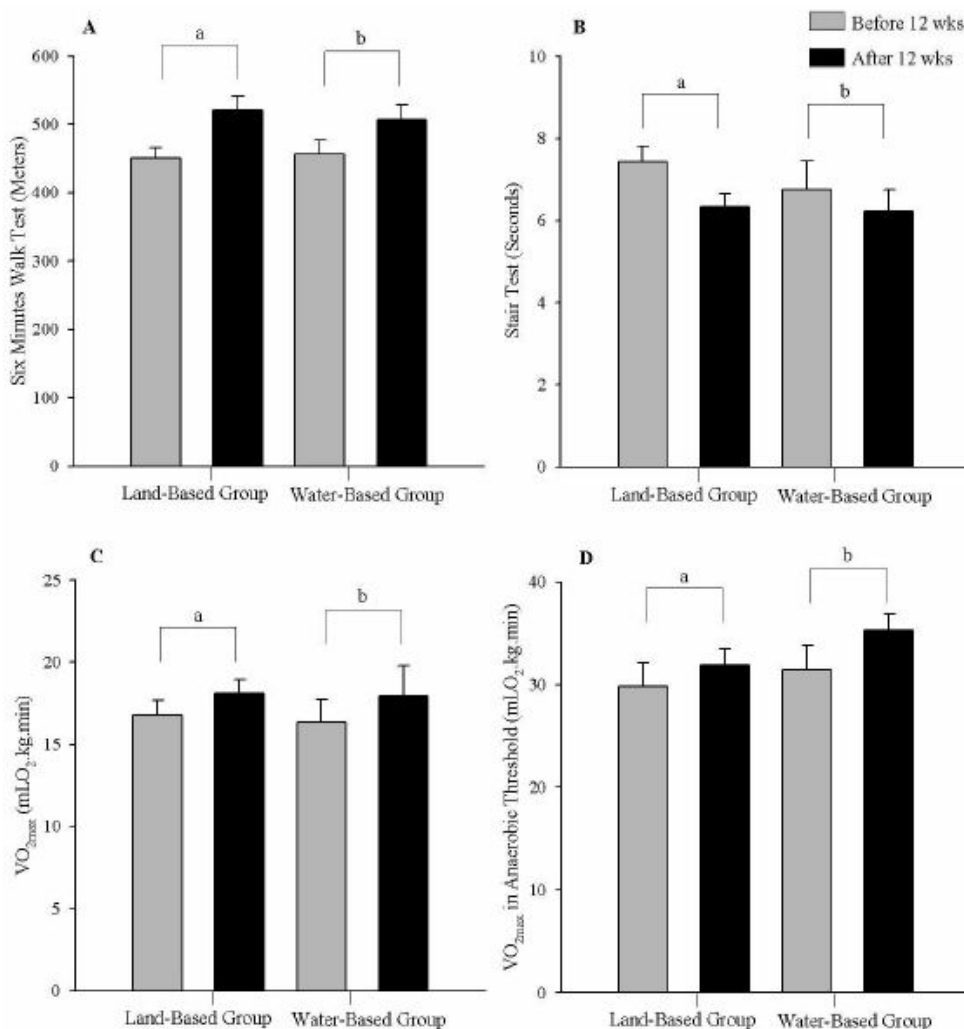 A
Six Minutes Walk Test (Meters)
600
500
400
300
200
100
0
a
b
Land-Based Group
Water-Based Group
B
Before 12 wks
After 12 wks
Stair Test (Seconds)
10
8
6
4
2
0
a
b
Land-Based Group
Water-Based Group
C
VO2max (mLO2.kg.min)
25
20
15
10
5
0
a
b
Land-Based Group
Water-Based Group
D
VO2max in Anaerobic Threshold (mLO2.kg.min)
40
30
20
10
0
a
b
Land-Based Group
Water-Based Group